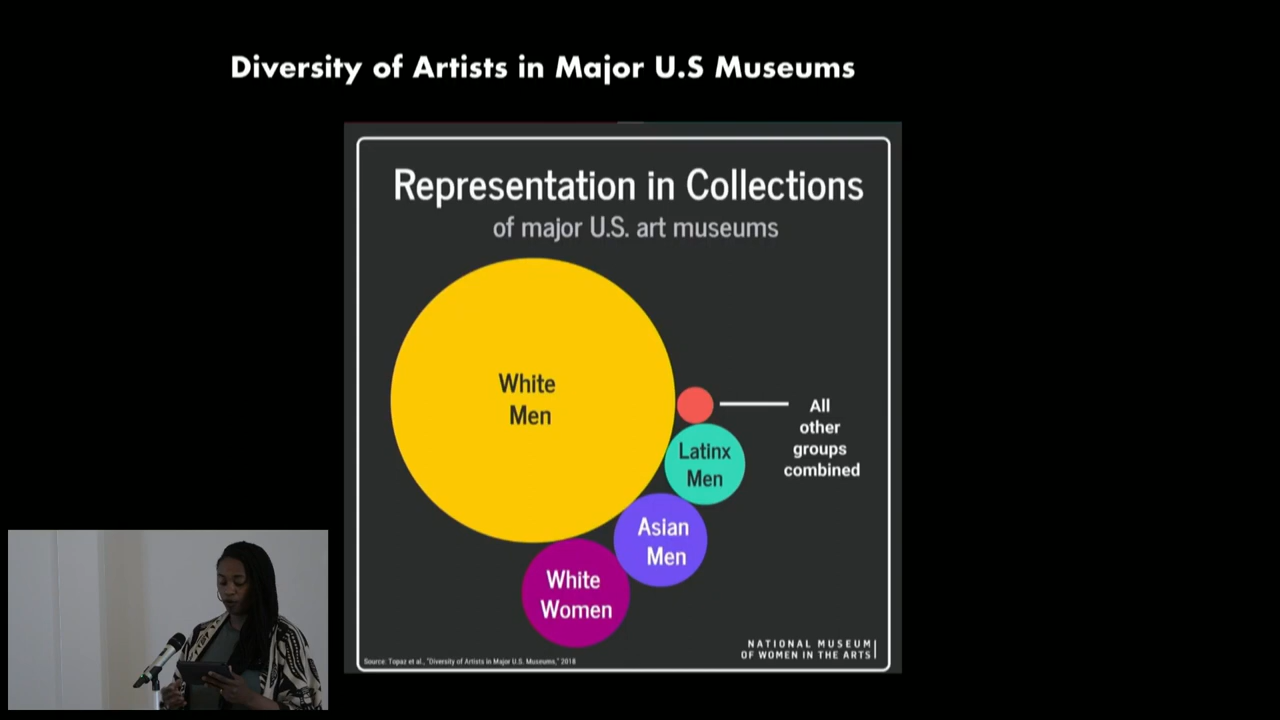 Diversity of Artists in Major U.S Museums
Representation in Collections
of major U.S. art museums
White
Men
All
other
groups
combined
Latinx
Men
Asian
Men
White
Women
NATIONAL MUSEUM
OF WOMEN IN THE ARTS
Source: Topaz et al., "Diversity of Artists in Major U.S. Museums," 2018